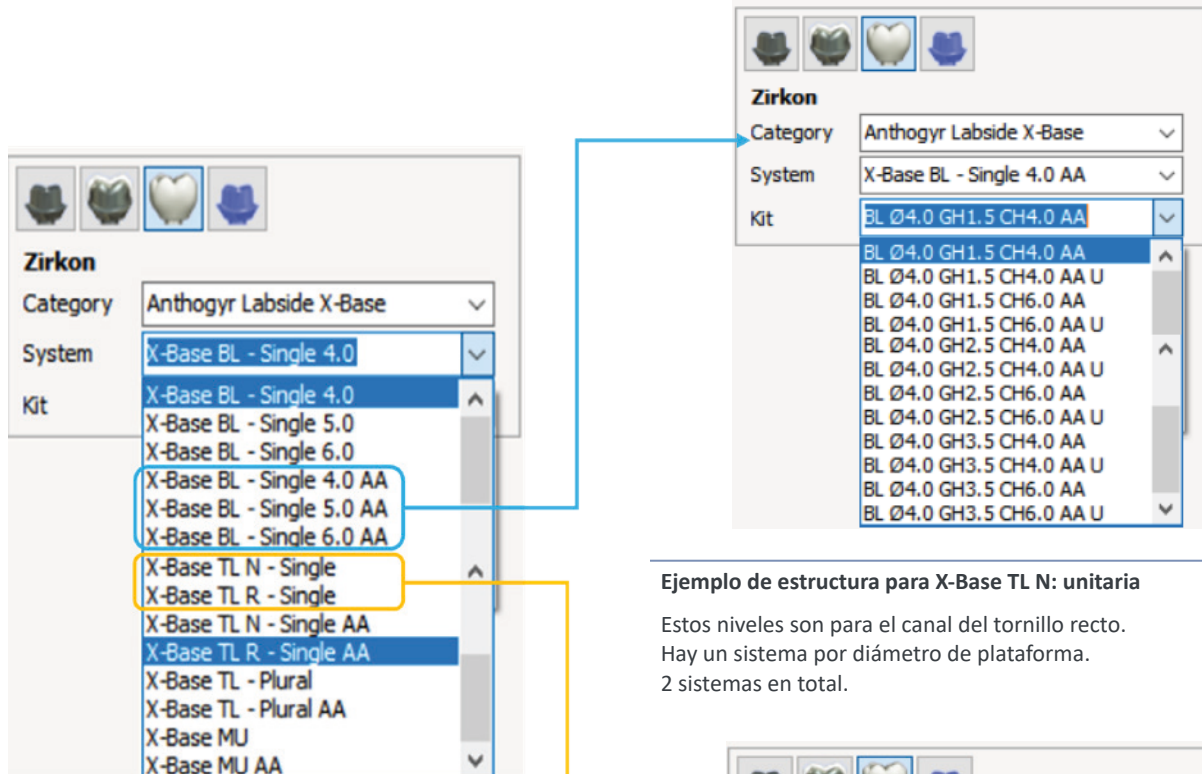 Zirkon
Category Anthogyr Labside X-Base
System X-Base BL - Single 4.0
X-Base BL - Single 4.0
Kit
X-Base BL - Single 5.0
X-Base BL - Single 6.0
X-Base BL - Single 4.0 AA
X-Base BL - Single 5.0 AA
X-Base BL - Single 6.0 AA
X-Base TL N - Single
X-Base TL R - Single
X-Base TL N - Single AA
X-Base TL R - Single AA
X-Base TL - Plural
X-Base TL - Plural AA
X-Base MU
X-Base MU AA
Zirkon
Category Anthogyr Labside X-Base
System X-Base BL - Single 4.0 AA
Kit BL Ø4.0 GH1.5 CH4.0 AA
BL Ø4.0 GH1.5 CH4.0 AA
BL Ø4.0 GH1.5 CH4.0 AA U
BL Ø4.0 GH1.5 CH6.0 AA
BL Ø4.0 GH1.5 CH6.0 AA U
BL Ø4.0 GH2.5 CH4.0 AA
BL Ø4.0 GH2.5 CH4.0 AA U
BL Ø4.0 GH2.5 CH6.0 AA
BL Ø4.0 GH2.5 CH6.0 AA U
BL Ø4.0 GH3.5 CH4.0 AA
BL Ø4.0 GH3.5 CH4.0 AA U
BL Ø4.0 GH3.5 CH6.0 AA
BL Ø4.0 GH3.5 CH6.0 AA U
Ejemplo de estructura para X-Base TL N: unitaria
Estos niveles son para el canal del tornillo recto.
Hay un sistema por diámetro de plataforma.
2 sistemas en total.